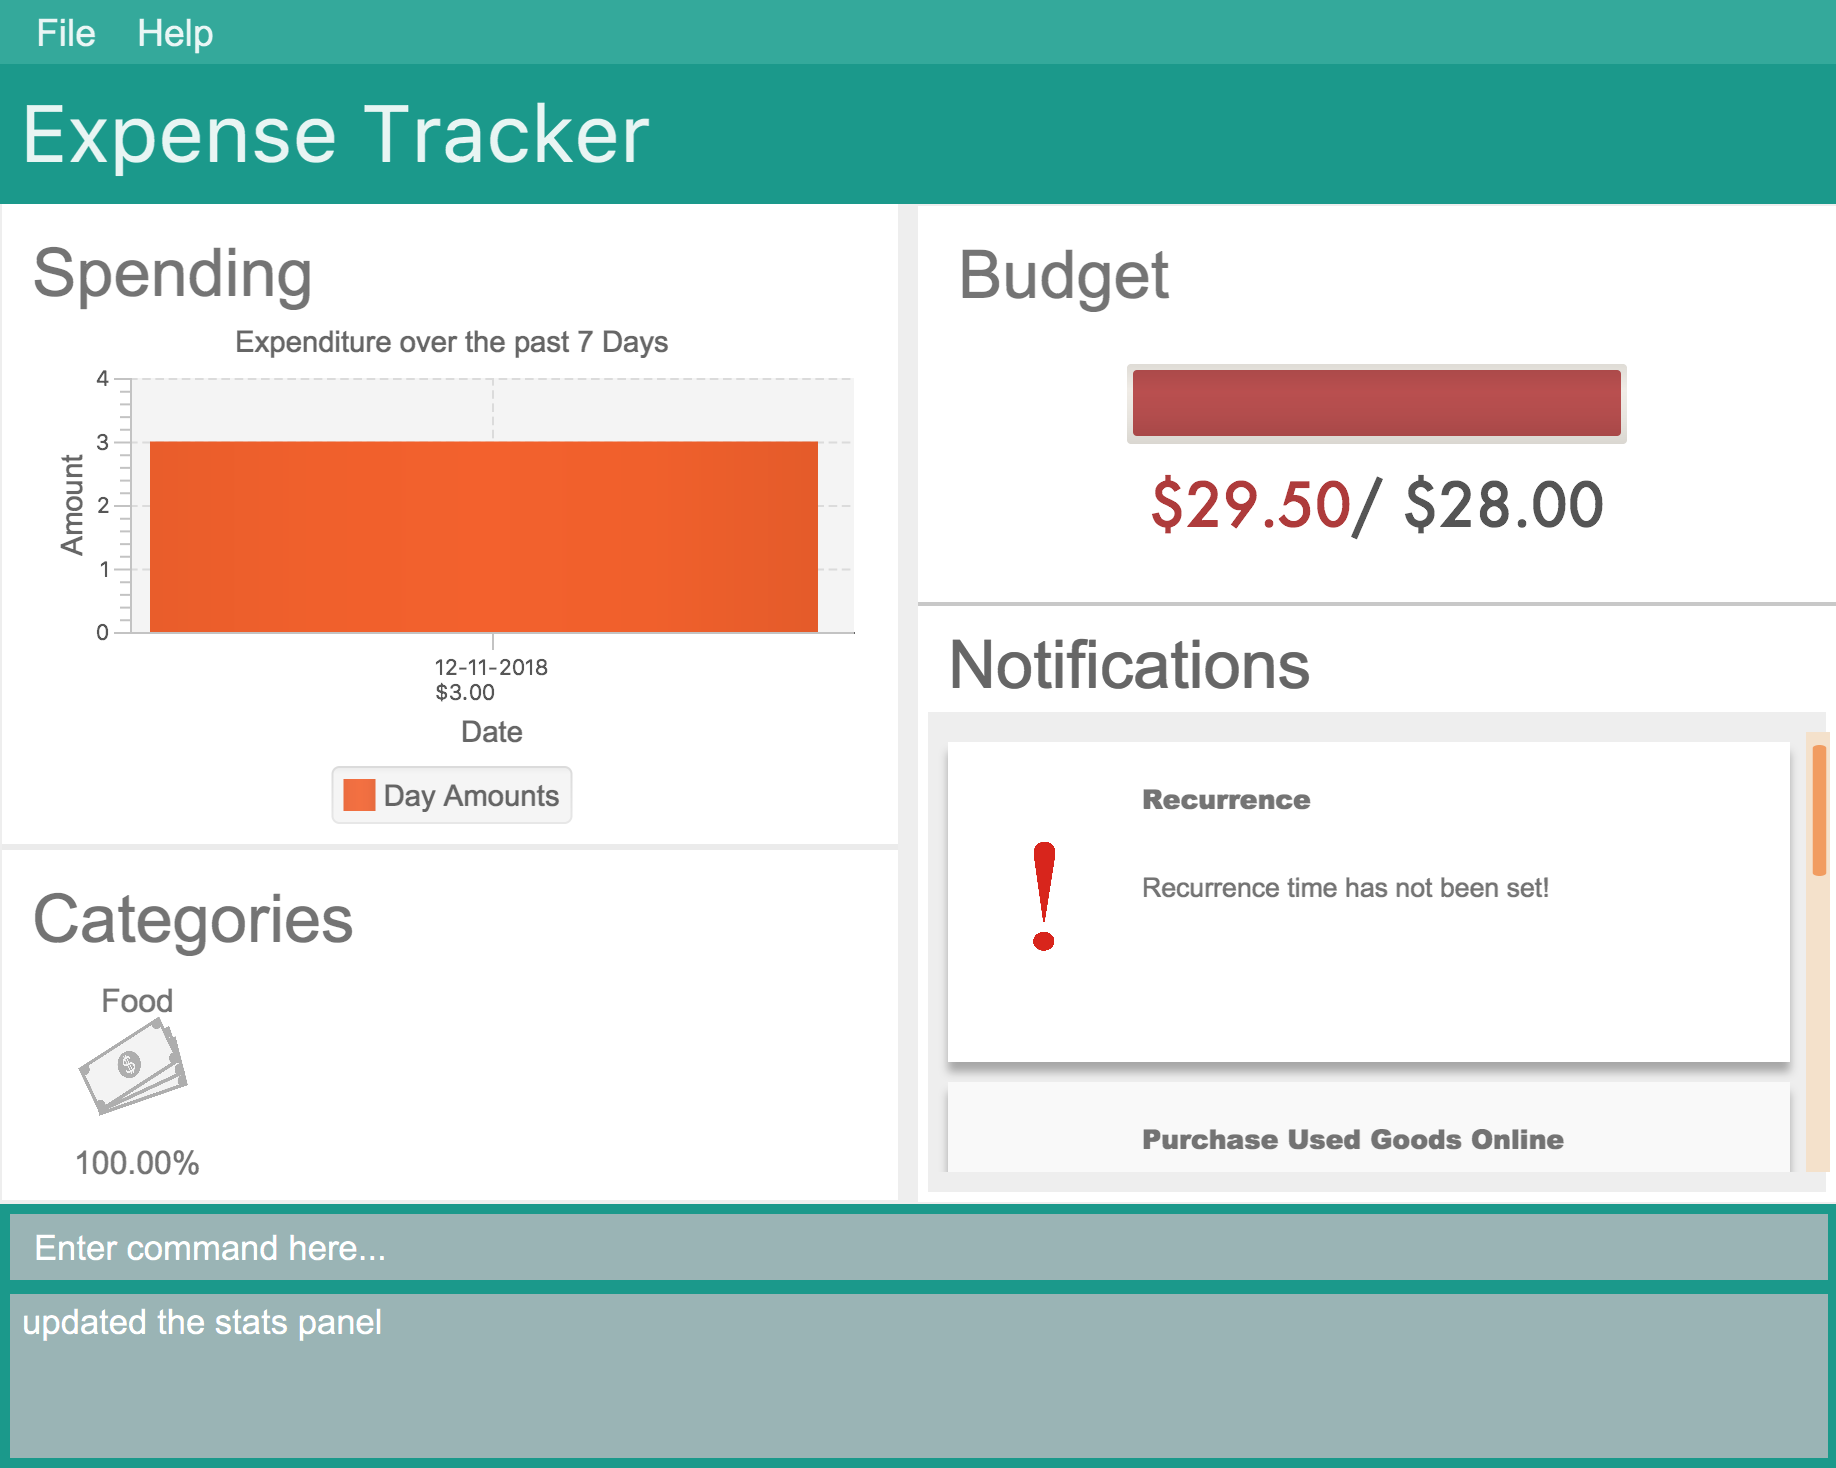 File Help
Expense Tracker
Spending
Expenditure over the past 7 Days
4
3
2
1
0
Amount
12-11-2018
$3.00
Date
Day Amounts
Categories
Food
$
100.00%
Budget
$29.50/ $28.00
Notifications
!
Recurrence
Recurrence time has not been set!
Purchase Used Goods Online
Enter command here...
updated the stats panel